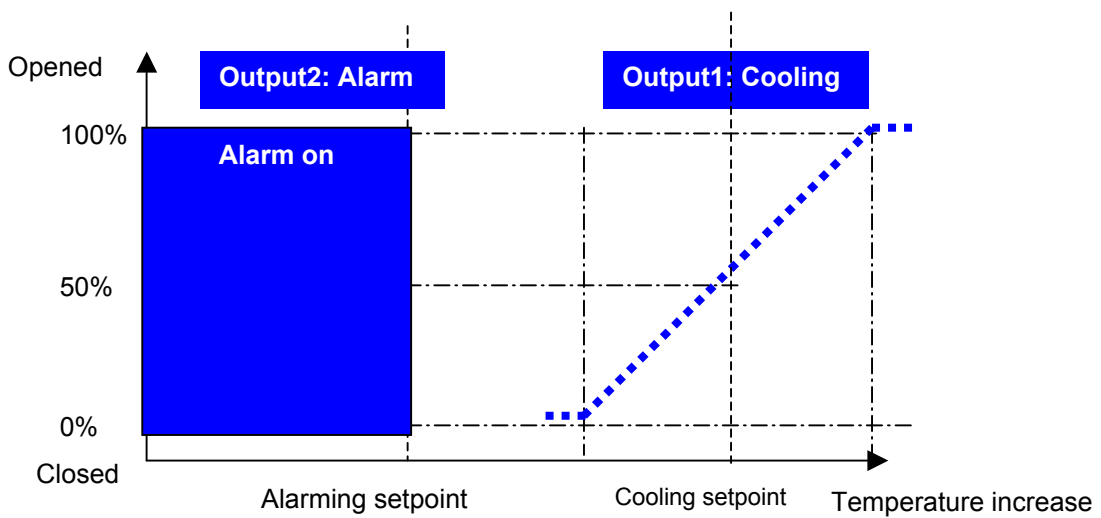 Opened
Output2: Alarm
Output1: Cooling
100%
Alarm on
50%
0%
Closed
Alarming setpoint
Cooling setpoint
Temperature increase